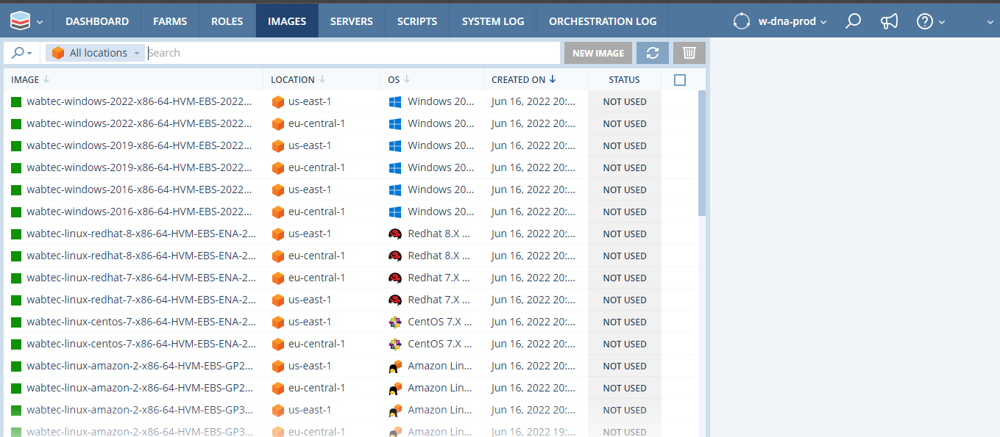 DASHBOARD FARMS ROLES IMAGES SERVERS SCRIPTS SYSTEM LOG ORCHESTRATION LOG w-dna-prod
All locations Search NEW IMAGE
IMAGE LOCATION OS CREATED ON STATUS
wabtec-windows-2022-x86-64-HVM-EBS-2022... us-east-1 Windows 20... Jun 16, 2022 20:... NOT USED
wabtec-windows-2022-x86-64-HVM-EBS-2022... eu-central-1 Windows 20... Jun 16, 2022 20:... NOT USED
wabtec-windows-2019-x86-64-HVM-EBS-2022... us-east-1 Windows 20... Jun 16, 2022 20:... NOT USED
wabtec-windows-2019-x86-64-HVM-EBS-2022... eu-central-1 Windows 20... Jun 16, 2022 20:... NOT USED
wabtec-windows-2016-x86-64-HVM-EBS-2022... us-east-1 Windows 20... Jun 16, 2022 20:... NOT USED
wabtec-windows-2016-x86-64-HVM-EBS-2022... eu-central-1 Windows 20... Jun 16, 2022 20:... NOT USED
wabtec-linux-redhat-8-x86-64-HVM-EBS-ENA-2... us-east-1 Redhat 8.X ... Jun 16, 2022 20:... NOT USED
wabtec-linux-redhat-8-x86-64-HVM-EBS-ENA-2... eu-central-1 Redhat 8.X ... Jun 16, 2022 20:... NOT USED
wabtec-linux-redhat-7-x86-64-HVM-EBS-ENA-2... eu-central-1 Redhat 7.X ... Jun 16, 2022 20:... NOT USED
wabtec-linux-redhat-7-x86-64-HVM-EBS-ENA-2... us-east-1 Redhat 7.X ... Jun 16, 2022 20:... NOT USED
wabtec-linux-centos-7-x86-64-HVM-EBS-ENA-2... us-east-1 CentOS 7.X ... Jun 16, 2022 20:... NOT USED
wabtec-linux-centos-7-x86-64-HVM-EBS-ENA-2... eu-central-1 CentOS 7.X ... Jun 16, 2022 20:... NOT USED
wabtec-linux-amazon-2-x86-64-HVM-EBS-GP2... us-east-1 Amazon Lin... Jun 16, 2022 20:... NOT USED
wabtec-linux-amazon-2-x86-64-HVM-EBS-GP2... eu-central-1 Amazon Lin... Jun 16, 2022 20:... NOT USED
wabtec-linux-amazon-2-x86-64-HVM-EBS-GP3... us-east-1 Amazon Lin... Jun 16, 2022 20:... NOT USED
wabtec-linux-amazon-2-x86-64-HVM-EBS-GP3... eu-central-1 Amazon Lin... Jun 16, 2022 19:... NOT USED